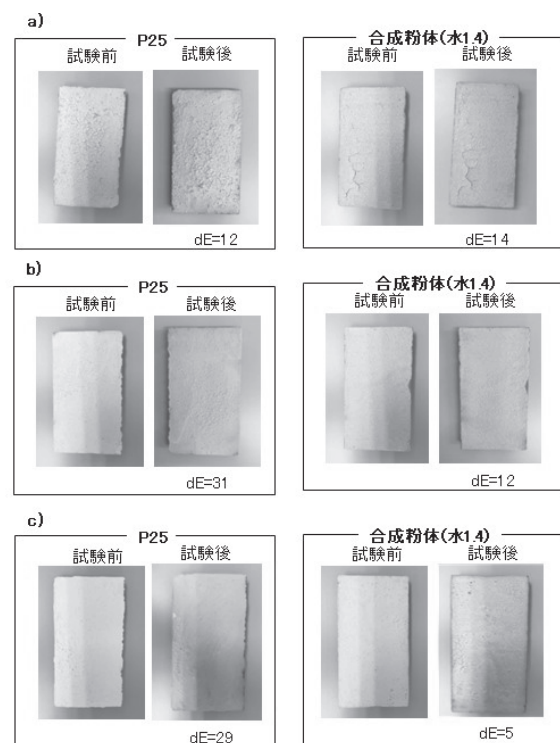 a)
P25
試験前 試験後
dE=12
合成粉体(水1.4)
試験前 試験後
dE=14
b)
P25
試験前 試験後
dE=31
合成粉体(水1.4)
試験前 試験後
dE=12
c)
P25
試験前 試験後
dE=29
合成粉体(水1.4)
試験前 試験後
dE=5